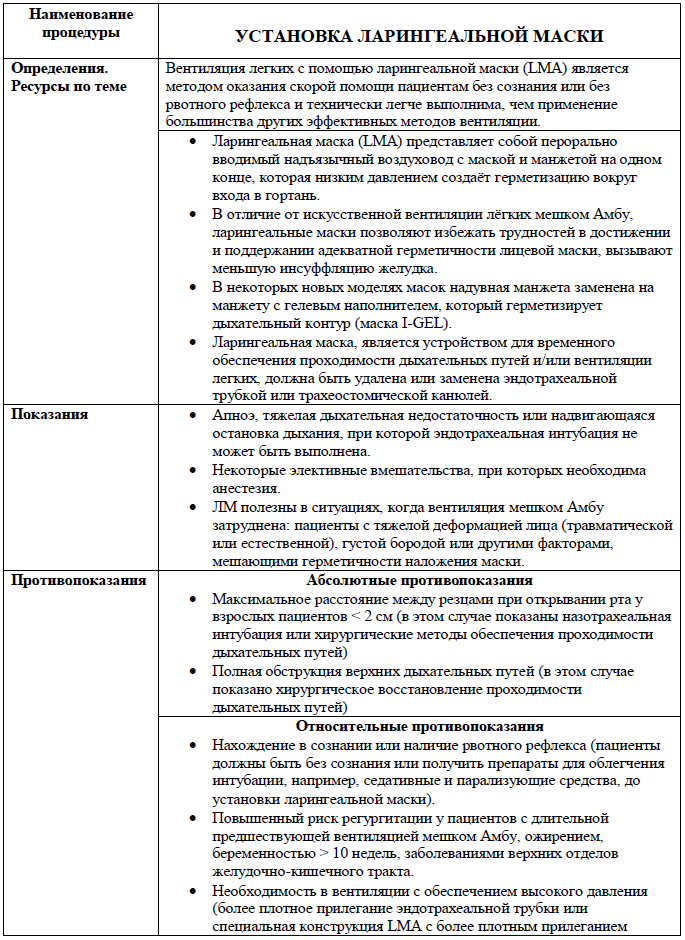 Наименование
процедуры
УСТАНОВКА ЛАРИНГЕАЛЬНОЙ МАСКИ
Определения.
Ресурсы по теме
Вентиляция легких с помощью ларингеальной маски (LMA) является
методом оказания скорой помощи пациентам без сознания или без
рвотного рефлекса и технически легче выполнима, чем применение
большинства других эффективных методов вентиляции.
• Ларингеальная маска (LMA) представляет собой перорально
вводимый надъязычный воздуховод с маской и манжетой на одном
конце, которая низким давлением создаёт герметизацию вокруг
входа в гортань.
• В отличие от искусственной вентиляции лёгких мешком Амбу,
ларингеальные маски позволяют избежать трудностей в достижении
и поддержании адекватной герметичности лицевой маски, вызывают
меньшую инсуффляцию желудка.
• В некоторых новых моделях масок надувная манжета заменена на
манжету с гелевым наполнителем, который герметизирует
дыхательный контур (маска I-GEL).
• Ларингеальная маска, является устройством для временного
обеспечения проходимости дыхательных путей и/или вентиляции
легких, должна быть удалена или заменена эндотрахеальной
трубкой или трахеостомической канюлей.
Показания
• Апноэ, тяжелая дыхательная недостаточность или надвигающаяся
остановка дыхания, при которой эндотрахеальная интубация не
может быть выполнена.
• Некоторые элективные вмешательства, при которых необходима
анестезия.
• ЛМ полезны в ситуациях, когда вентиляция мешком Амбу
затруднена: пациенты с тяжелой деформацией лица (травматической
или естественной), густой бородой или другими факторами,
мешающими герметичности наложения маски.
Противопоказания
Абсолютные противопоказания
• Максимальное расстояние между резцами при открывании рта у
взрослых пациентов < 2 см (в этом случае показаны назотрахеальная
интубация или хирургические методы обеспечения проходимости
дыхательных путей)
• Полная обструкция верхних дыхательных путей (в этом случае
показано хирургическое восстановление проходимости
дыхательных путей)
Относительные противопоказания
• Нахождение в сознании или наличие рвотного рефлекса (пациенты
должны быть без сознания или получить препараты для облегчения
интубации, например, седативные и парализующие средства, до
установки ларингеальной маски).
• Повышенный риск регургитации у пациентов с длительной
предшествующей вентиляцией мешком Амбу, ожирением,
беременностью > 10 недель, заболеваниями верхних отделов
желудочно-кишечного тракта.
• Необходимость в вентиляции с обеспечением высокого давления
(более плотное прилегание эндотрахеальной трубки или
специальная конструкция LMA с более плотным прилеганием